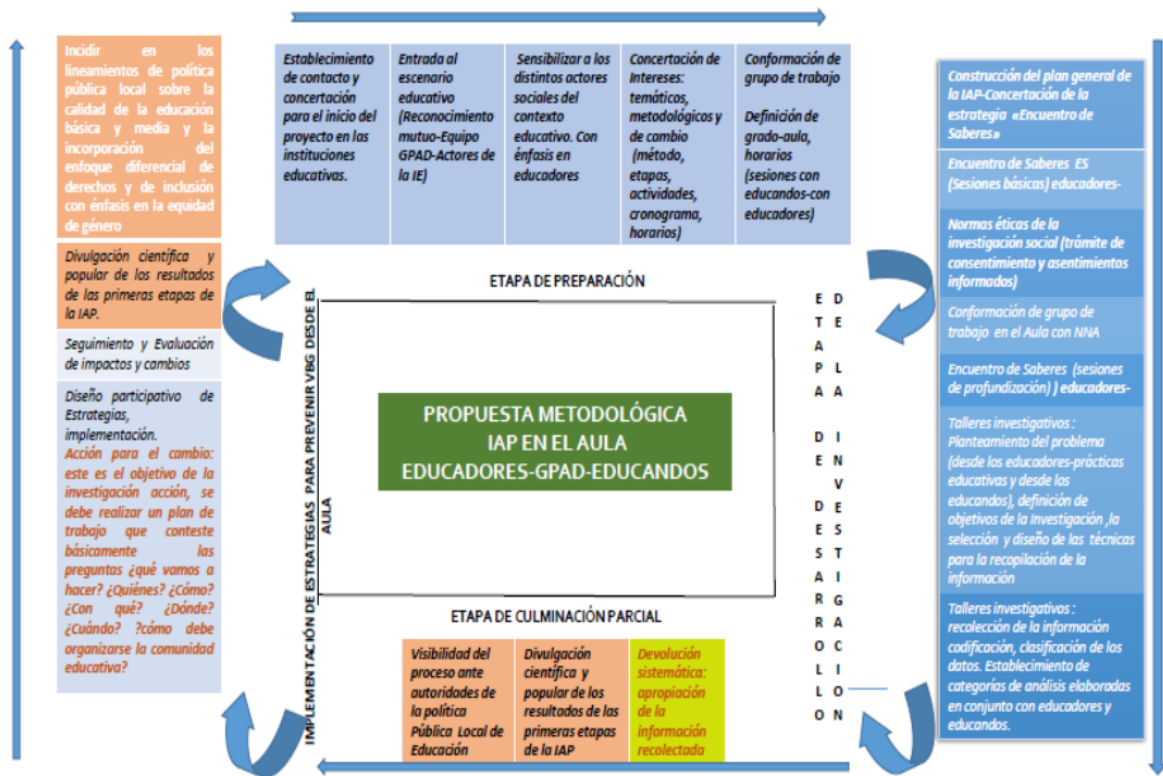 Incidir en los
lineamientos de política
pública local sobre la
calidad de la educación
básica y media y la
incorporación del
enfoque diferencial de
derechos y de inclusión
con énfasis en la equidad
de género
Divulgación científica y
popular de los resultados
de las primeras etapas de
la IAP.
Seguimiento y Evaluación
de impactos y cambios
Diseño participativo de
Estrategias,
implementación.
Acción para el cambio:
este es el objetivo de la
investigación acción, se
debe realizar un plan de
trabajo que conteste
básicamente las
preguntas ¿qué vamos a
hacer? ¿Quiénes? ¿Cómo?
¿Con qué? ¿Dónde?
¿Cuándo? ?cómo debe
organizarse la comunidad
educativa?
Establecimiento
de contacto y
concertación
para el inicio del
proyecto en las
instituciones
educativas.
Entrada al
escenario
educativo
(Reconocimiento
mutuo-Equipo
GPAD-Actores de
la IE)
Sensibilizar a los
distintos actores
sociales del
contexto
educativo. Con
énfasis en
educadores
Concertación de
Intereses:
temáticos,
metodológicos y
de cambio
(método,
etapas,
actividades,
cronograma,
horarios)
Conformación de
grupo de trabajo
Definición de
grado-aula,
horarios
(sesiones con
educandos-con
educadores)
ETAPA DE PREPARACIÓN
IMPLEMENTACIÓN DE ESTRATEGIAS PARA PREVENIR VBG DESDE EL
AULA
PROPUESTA METODOLÓGICA
IAP EN EL AULA
EDUCADORES-GPAD-EDUCANDOS
ETAPA DE DESARROLLO
DE LA INVESTIGACION
ETAPA DE CULMINACIÓN PARCIAL
Visibilidad del
proceso ante
autoridades de
la política
Pública Local de
Educación
Divulgación
científica y
popular de los
resultados de las
primeras etapas
de la IAP
Devolución
sistemática:
apropiación de
la
información
recolectada
Construcción del plan general de
la IAP-Concertación de la
estrategia «Encuentro de
Saberes»
Encuentro de Saberes ES
(Sesiones básicas) educadores-
Normas éticas de la
investigación social (trámite de
consentimiento y asentimientos
informados)
Conformación de grupo de
trabajo en el Aula con NNA
Encuentro de Saberes (sesiones
de profundización) ) educadores-
Talleres investigativos :
Planteamiento del problema
(desde los educadores-prácticas
educativas y desde los
educandos), definición de
objetivos de la Investigación ,la
selección y diseño de las técnicas
para la recopilación de la
información
Talleres investigativos :
recolección de la información
codificación, clasificación de los
datos. Establecimiento de
categorías de análisis elaboradas
en conjunto con educadores y
educandos.